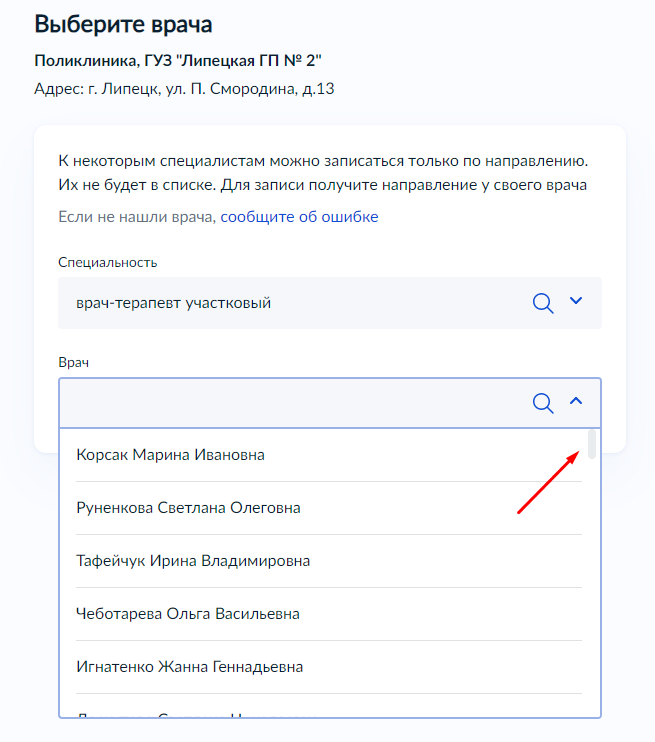 Выберите врача
Поликлиника, ГУЗ "Липецкая ГП № 2"
Адрес: г. Липецк, ул. П. Смородина, д.13
К некоторым специалистам можно записаться только по направлению.
Их не будет в списке. Для записи получите направление у своего врача
Если не нашли врача, сообщите об ошибке
Специальность
врач-терапевт участковый
Врач
Корсак Марина Ивановна
Руненкова Светлана Олеговна
Тафейчук Ирина Владимировна
Чеботарева Ольга Васильевна
Игнатенко Жанна Геннадьевна